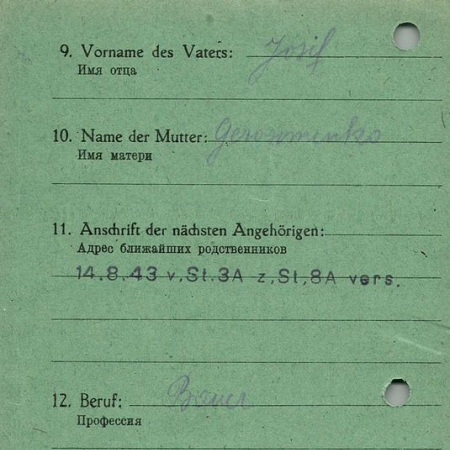 9. Vorname des Vaters: Josif
Имя отца
10. Name der Mutter:
Имя матери
11. Anschrift der nächsten Angehörigen:
Адрес ближайших родственников
14.8.43 v.St.3A z.St.8A vers.
12. Beruf: Bauer
Профессия